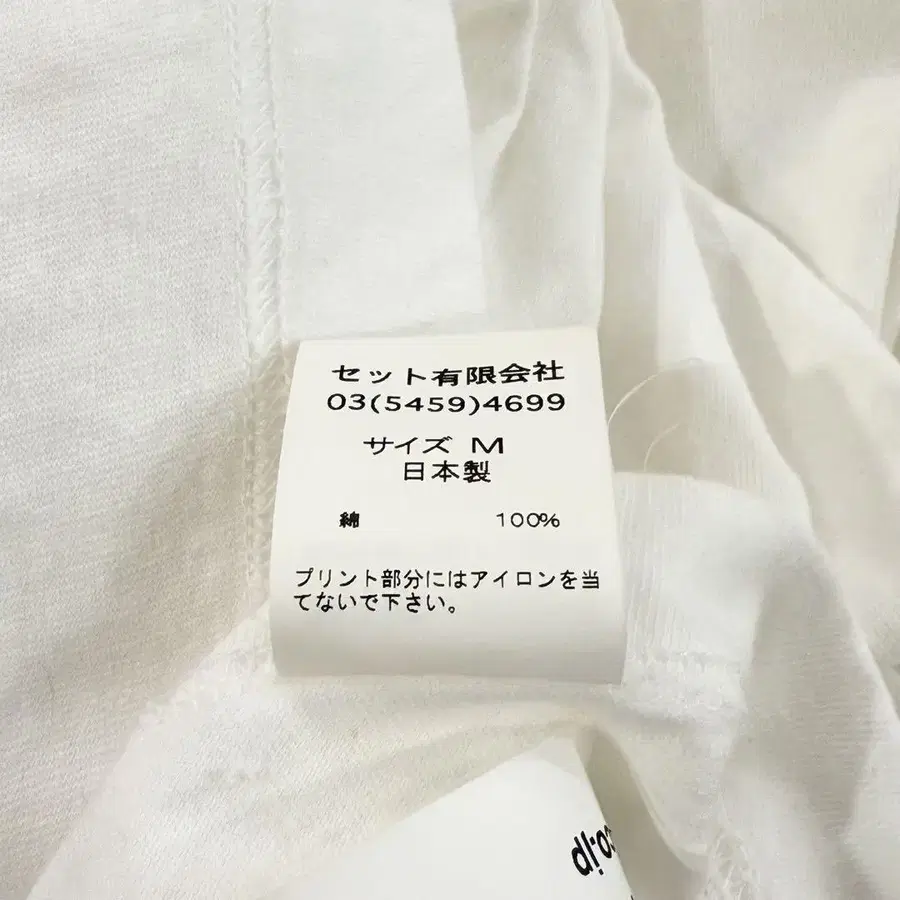 セット有限会社
03(5459)4699
サイズ M
日本製
綿 100%
プリント部分にはアイロンを当
てないで下さい。
o.jp